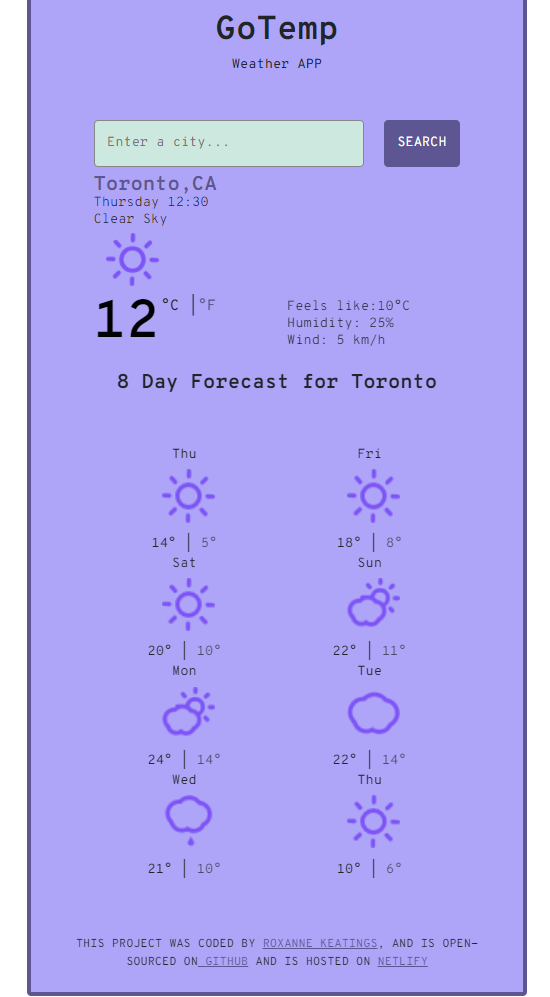 GoTemp
Weather APP
Enter a city...
SEARCH
Toronto,CA
Thursday 12:30
Clear Sky
12 °C |°F
Feels like:10°C
Humidity: 25%
Wind: 5 km/h
8 Day Forecast for Toronto
Thu Fri
14° | 5° 18° | 8°
Sat Sun
20° | 10° 22° | 11°
Mon Tue
24° | 14° 22° | 14°
Wed Thu
21° | 10° 10° | 6°
THIS PROJECT WAS CODED BY ROXANNE KEATINGS, AND IS OPEN-
SOURCED ON GITHUB AND IS HOSTED ON NETLIFY